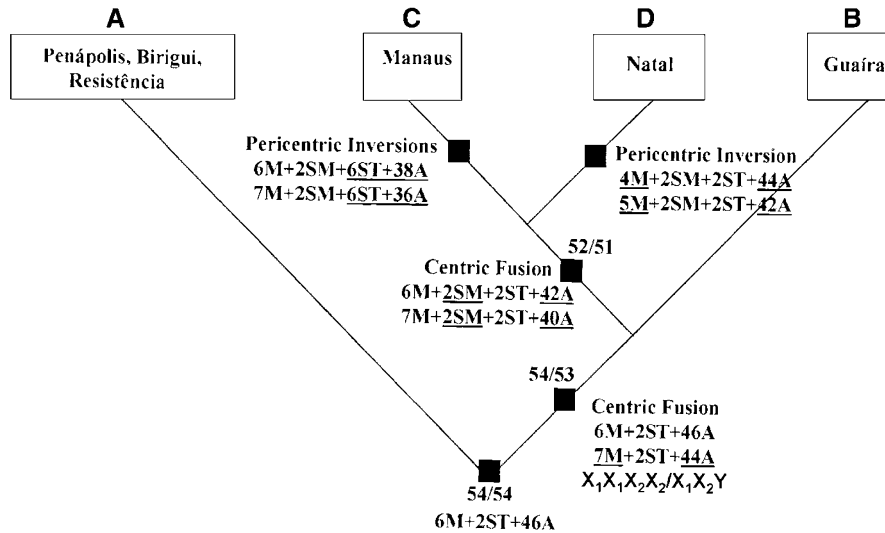 A
C
D
B
Penápolis, Birigui,
Resistência
Manaus
Natal
Guaíra
Pericentric Inversions
6M+2SM+6ST+38A
7M+2SM+6ST+36A
Pericentric Inversion
4M+2SM+2ST+44A
5M+2SM+2ST+42A
52/51
Centric Fusion
6M+2SM+2ST+42A
7M+2SM+2ST+40A
54/53
Centric Fusion
6M+2ST+46A
7M+2ST+44A
X₁X₁X₂X₂/X₁X₂Y
54/54
6M+2ST+46A